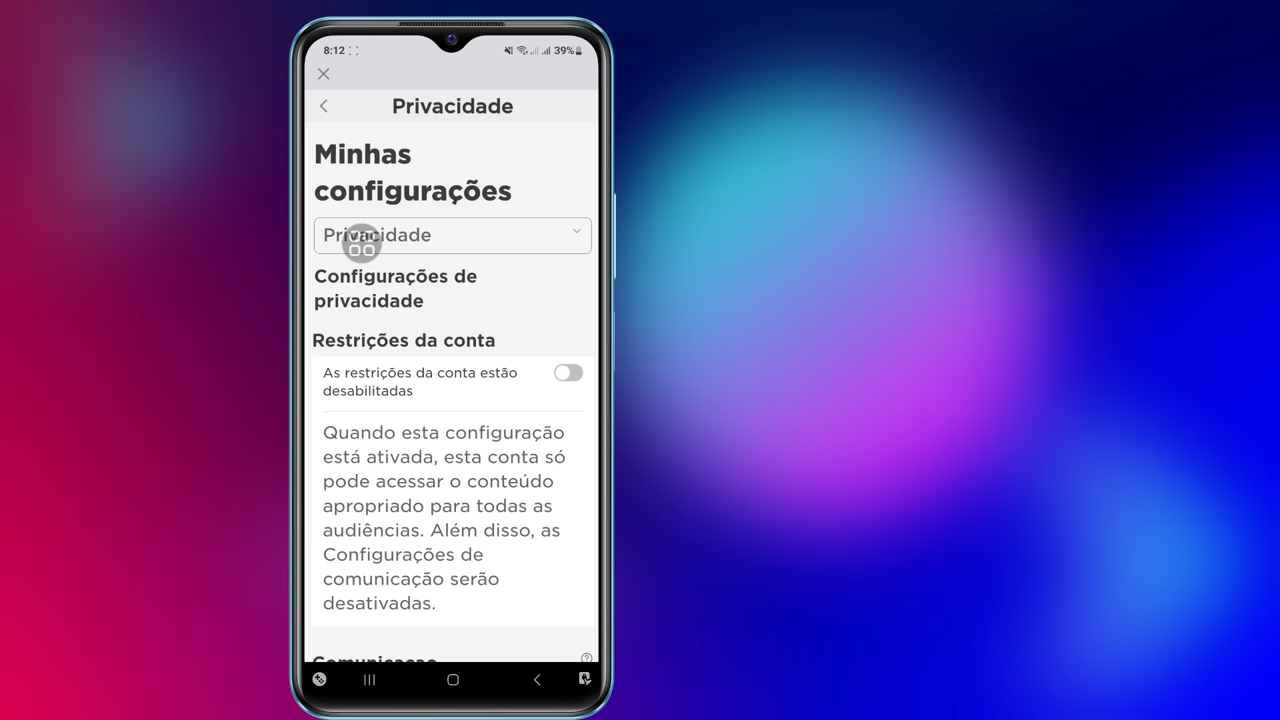 8:12
39%
Privacidade
Minhas
configurações
Privacidade
Configurações de
privacidade
Restrições da conta
As restrições da conta estão
desabilitadas
Quando esta configuração
está ativada, esta conta só
pode acessar o conteúdo
apropriado para todas as
audiências. Além disso, as
Configurações de
comunicação serão
desativadas.
Comunicação